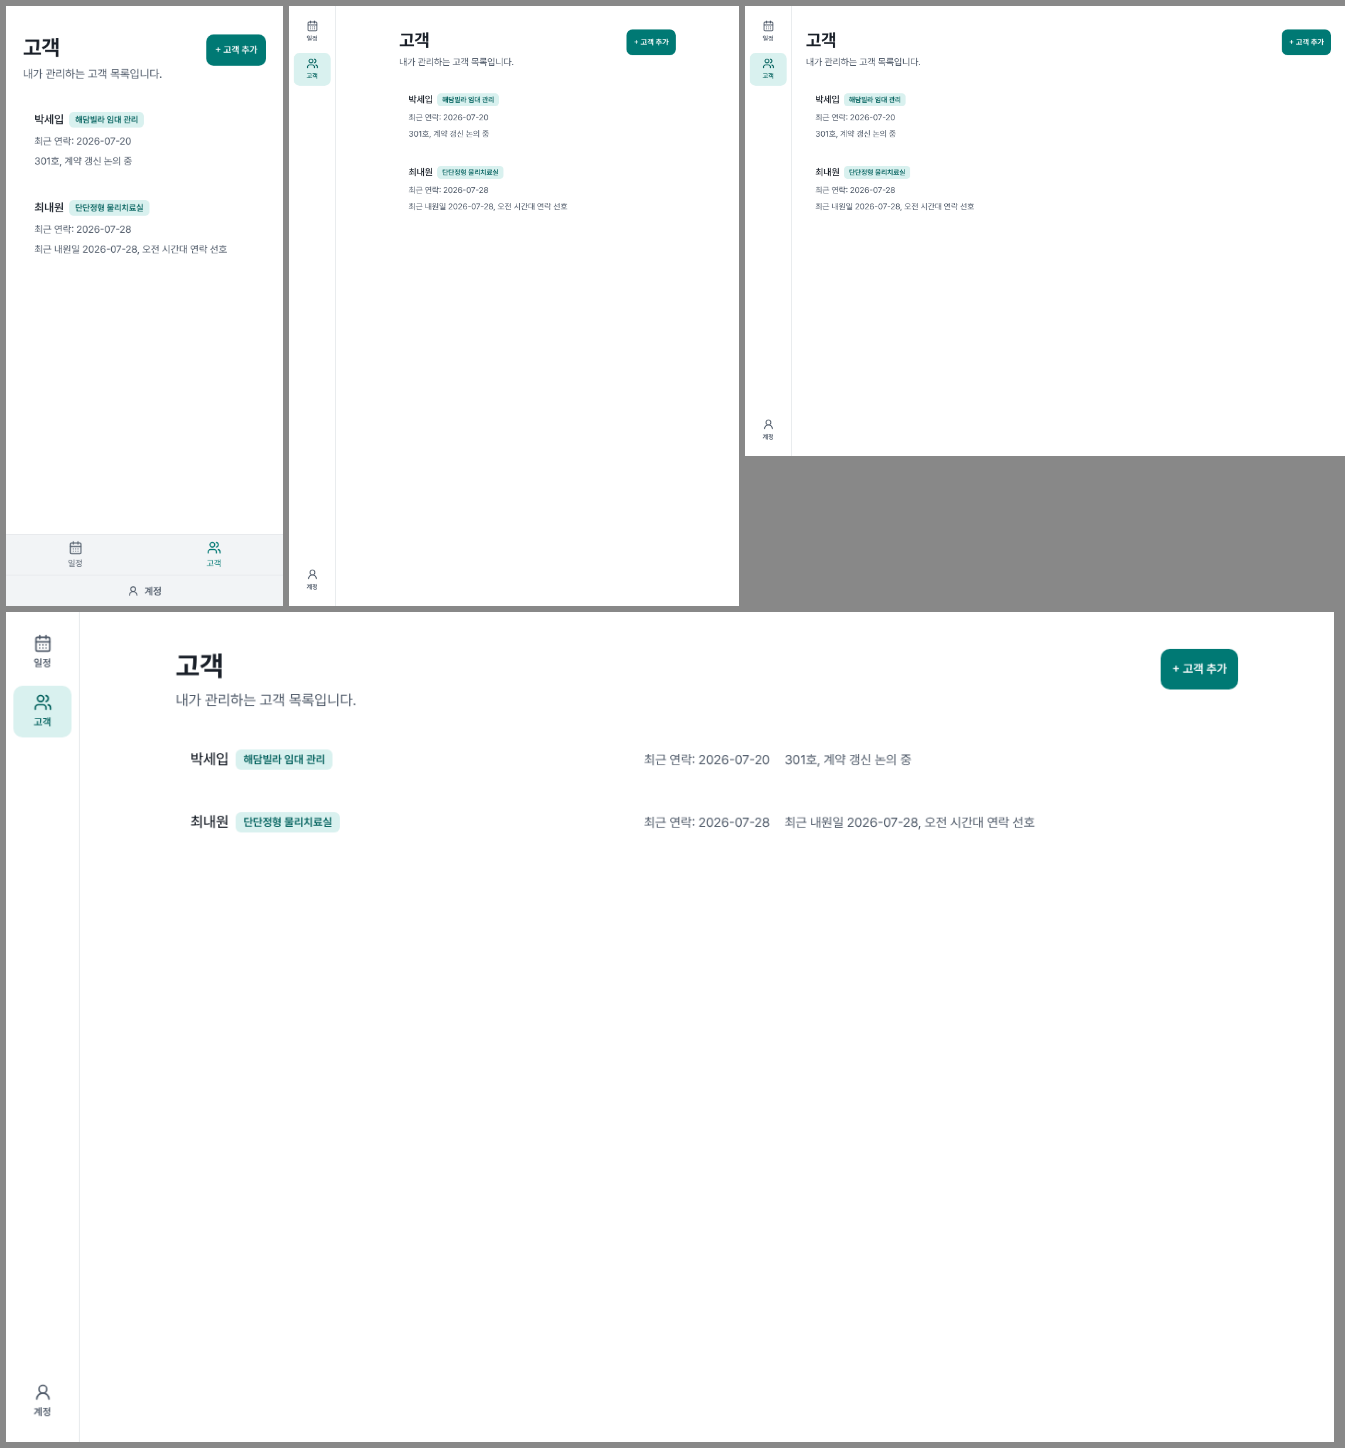 고객
+ 고객 추가
내가 관리하는 고객 목록입니다.
박세입 해담빌라 임대 관리
최근 연락: 2026-07-20
301호, 계약 갱신 논의 중
최내원 단단정형 물리치료실
최근 연락: 2026-07-28
최근 내원일 2026-07-28, 오전 시간대 연락 선호
일정
고객
계정
일정
고객
계정
고객
+ 고객 추가
내가 관리하는 고객 목록입니다.
박세입 해담빌라 임대 관리
최근 연락: 2026-07-20
301호, 계약 갱신 논의 중
최내원 단단정형 물리치료실
최근 연락: 2026-07-28
최근 내원일 2026-07-28, 오전 시간대 연락 선호
일정
고객
계정
고객
+ 고객 추가
내가 관리하는 고객 목록입니다.
박세입 해담빌라 임대 관리
최근 연락: 2026-07-20
301호, 계약 갱신 논의 중
최내원 단단정형 물리치료실
최근 연락: 2026-07-28
최근 내원일 2026-07-28, 오전 시간대 연락 선호
일정
고객
계정
고객
+ 고객 추가
내가 관리하는 고객 목록입니다.
박세입 해담빌라 임대 관리 최근 연락: 2026-07-20 301호, 계약 갱신 논의 중
최내원 단단정형 물리치료실 최근 연락: 2026-07-28 최근 내원일 2026-07-28, 오전 시간대 연락 선호